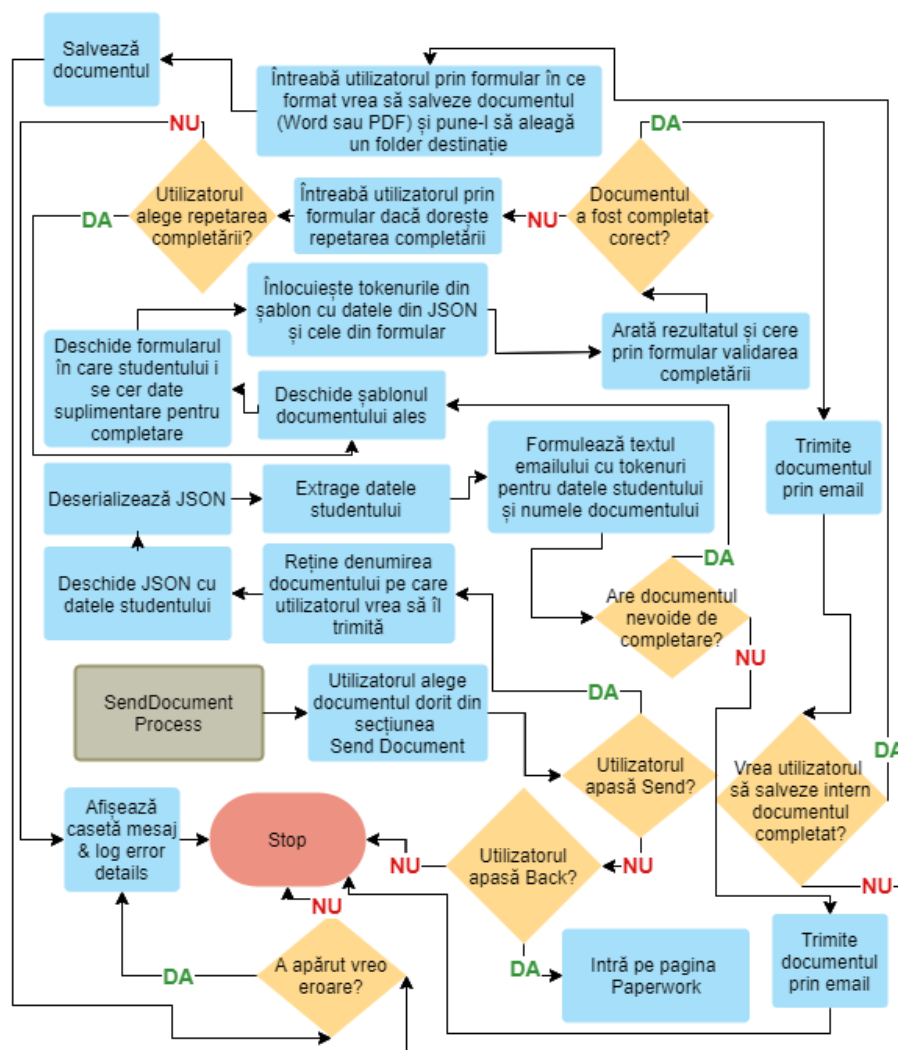 Salvează
documentul
Întreabă utilizatorul prin formular în ce
format vrea să salveze documentul
(Word sau PDF) și pune-l să aleagă
un folder destinație
NU
DA
Utilizatorul
alege repetarea
completării?
DA
Întreabă utilizatorul prin
formular dacă dorește
repetarea completării
NU
Documentul
a fost completat
corect?
Înlocuiește tokenurile din
șablon cu datele din JSON
și cele din formular
Arată rezultatul și cere
prin formular validarea
completării
Deschide formularul
în care studentului i
se cer date
suplimentare pentru
completare
Deschide șablonul
documentului ales
Formulează textul
emailului cu tokenuri
pentru datele studentului
și numele documentului
Trimite
documentul
prin email
Deserializează JSON
Extrage datele
studentului
DA
Deschide JSON cu
datele studentului
Reține denumirea
documentului pe care
utilizatorul vrea să îl
trimită
Are documentul
nevoide de
completare?
NU
SendDocument
Process
Utilizatorul alege
documentul dorit din
secțiunea
Send Document
DA
Utilizatorul
apasă Send?
Vrea utilizatorul
să salveze intern
documentul
completat?
DA
Afișează
casetă mesaj
& log error
details
Stop
NU
Utilizatorul
apasă Back?
NU
NU
NU
A apărut vreo
eroare?
DA
DA
Intră pe pagina
Paperwork
Trimite
documentul
prin email